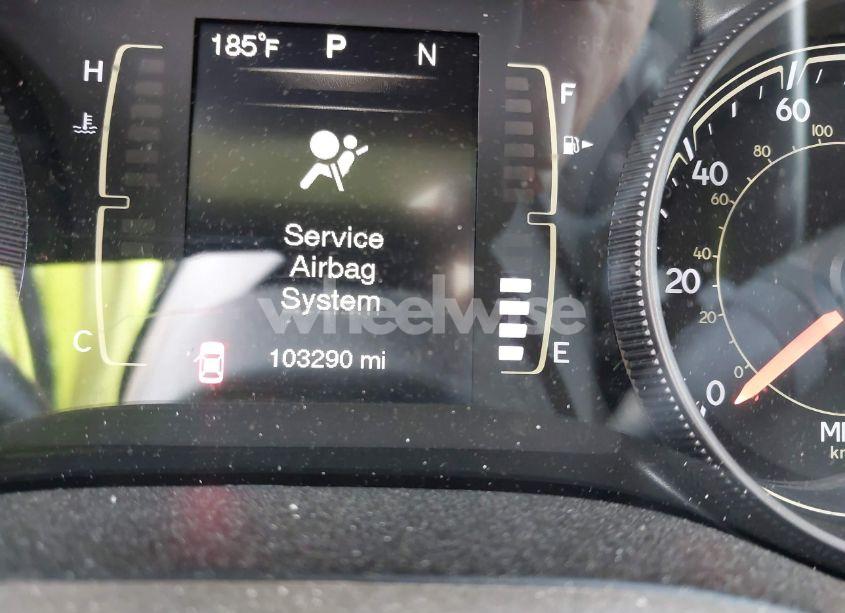 185°F P N
H
F
C
E
Service
Airbag
System
wheelwise
103290 mi
0
20
40
60
0
20
40
60
80
100